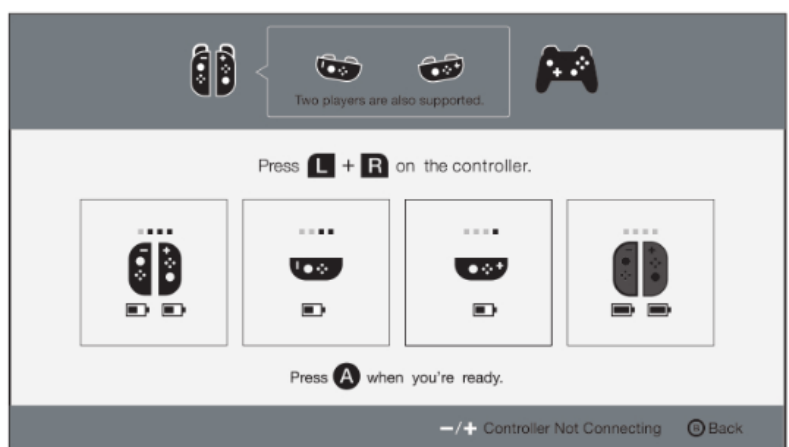 Two players are also supported.
Press L + R on the controller.
Press A when you're ready.
−/+ Controller Not Connecting B Back